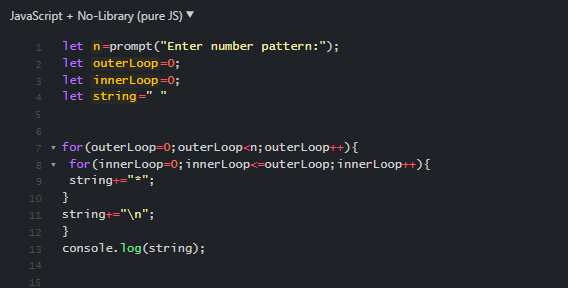 JavaScript + No-Library (pure JS) ▼
1 let n=prompt("Enter number pattern:");
2 let outerLoop=0;
3 let innerLoop=0;
4 let string=" "
5
6
7 for(outerLoop=0;outerLoop<n;outerLoop++){
8 for(innerLoop=0;innerLoop<=outerLoop;innerLoop++){
9 string+="*";
10 }
11 string+="\n";
12 }
13 console.log(string);
14
15